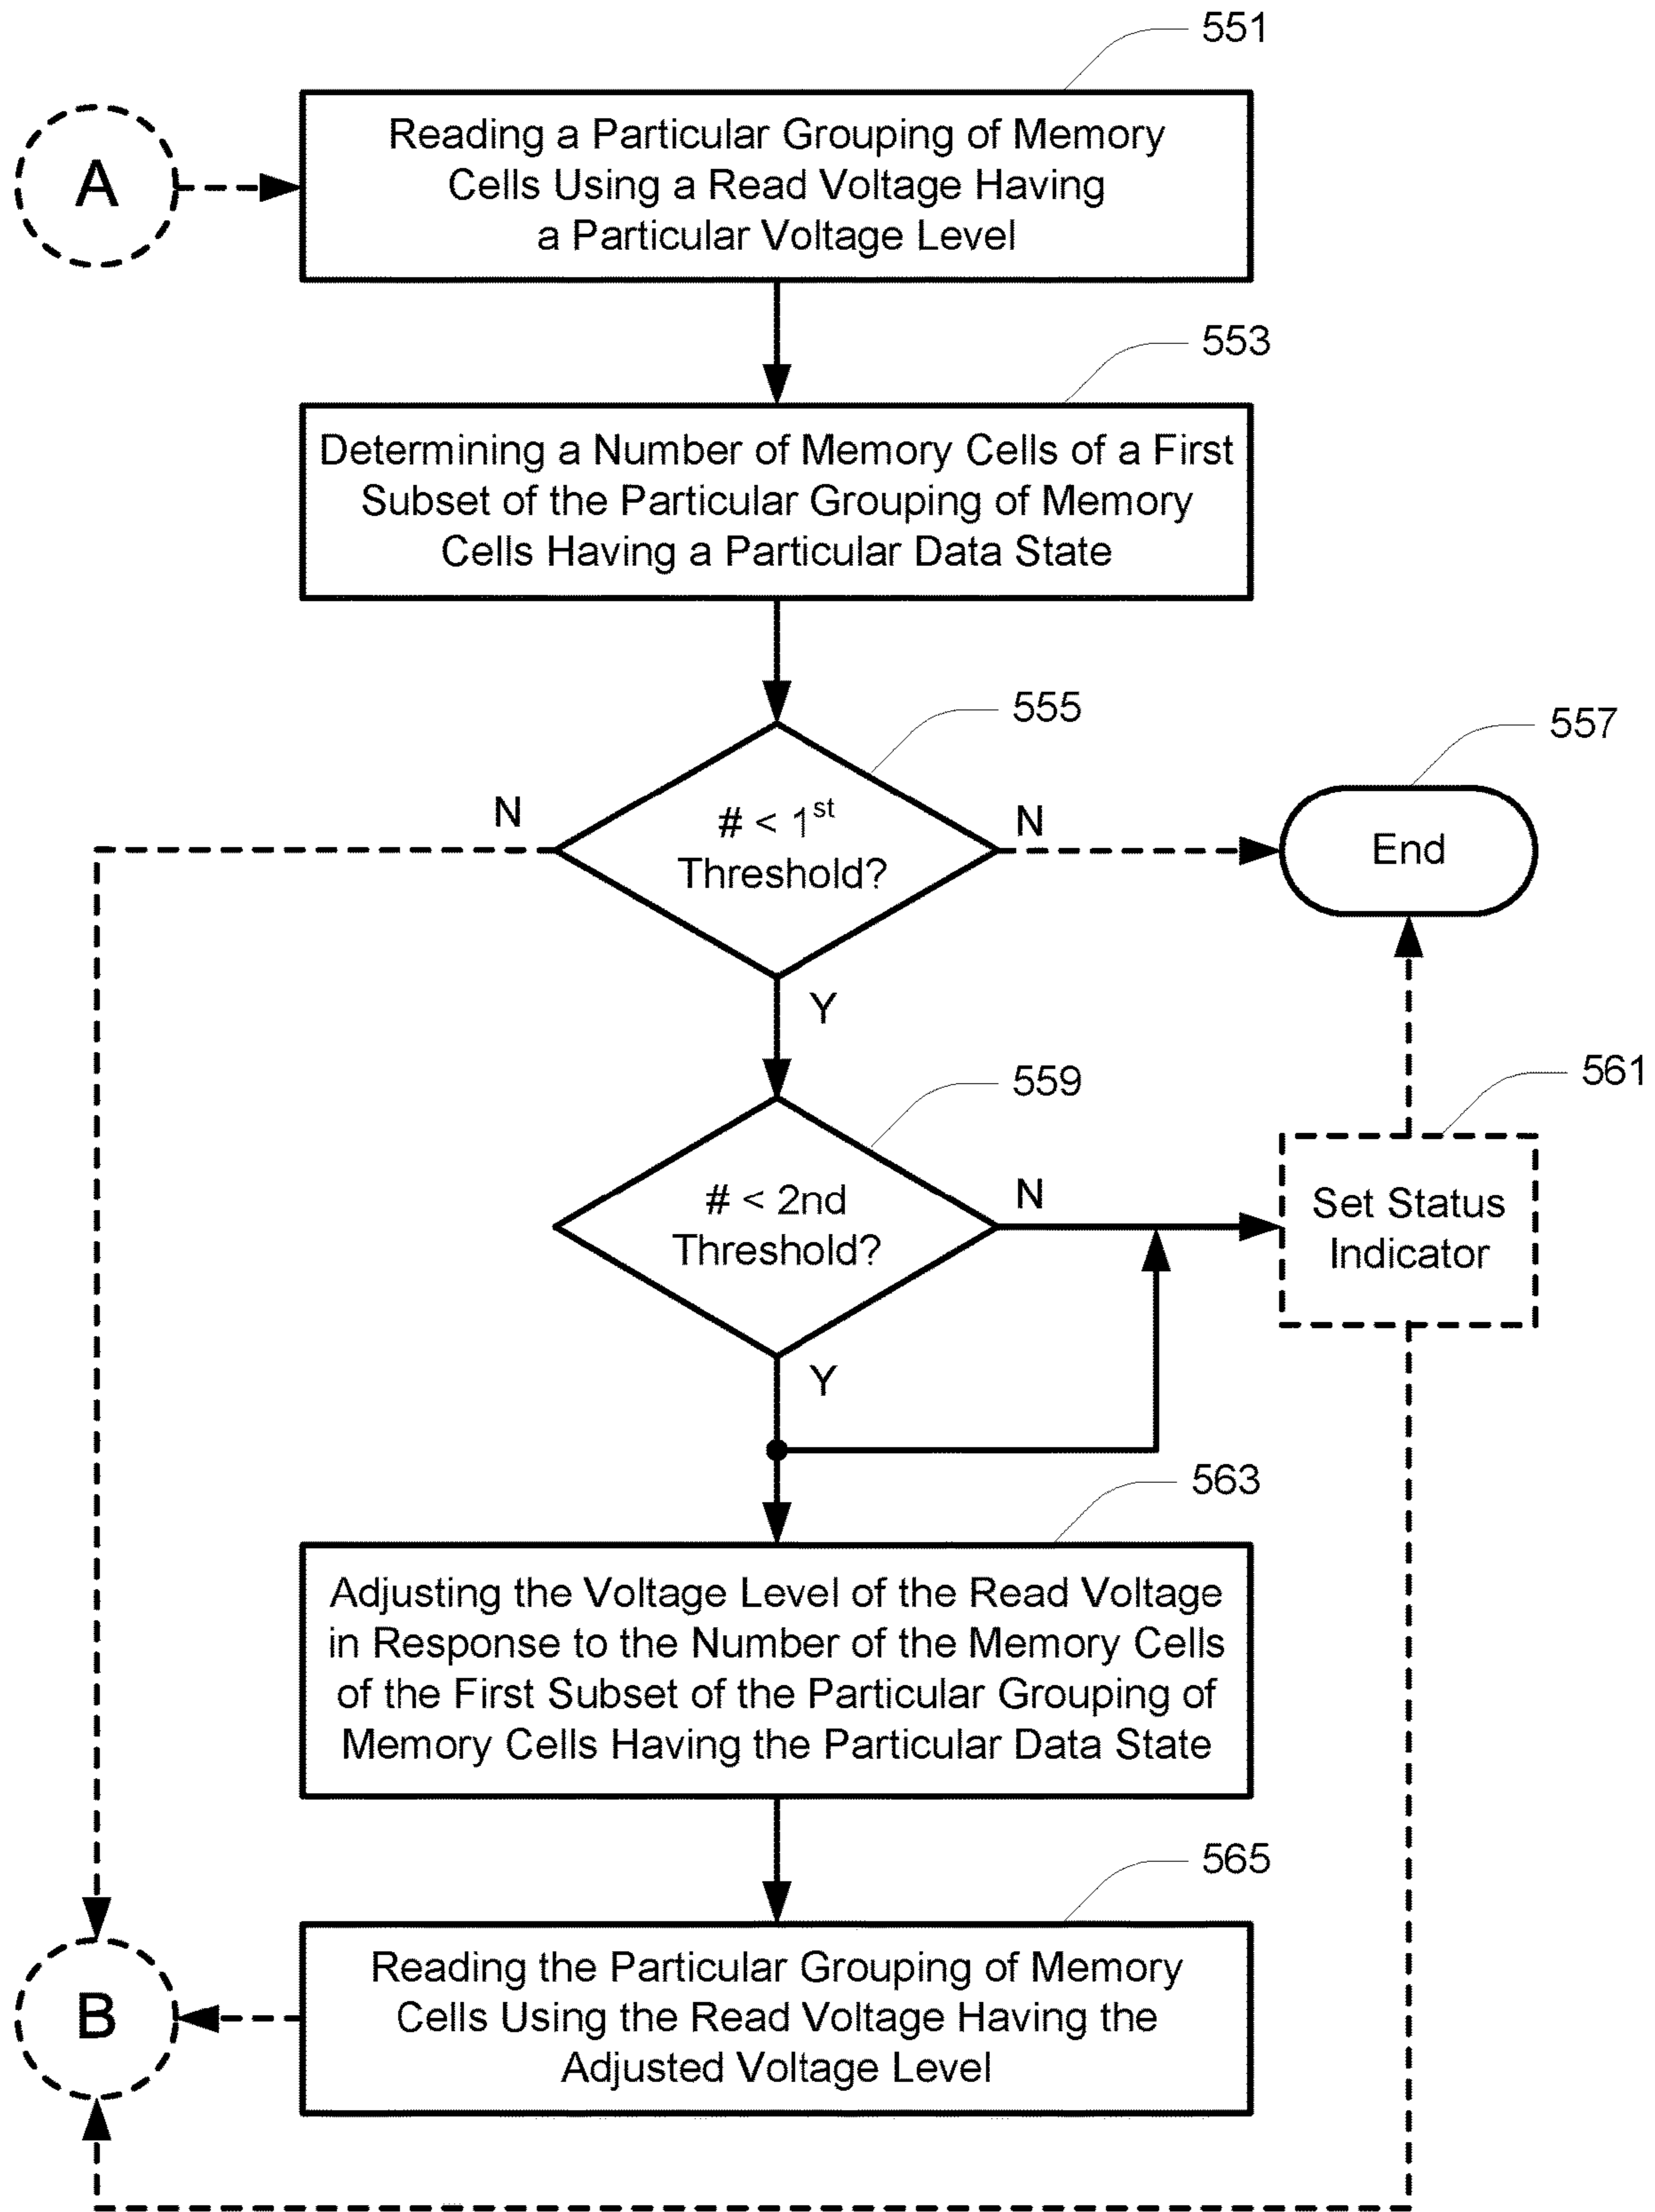 551
A
Reading a Particular Grouping of Memory
Cells Using a Read Voltage Having
a Particular Voltage Level
553
Determining a Number of Memory Cells of a First
Subset of the Particular Grouping of Memory
Cells Having a Particular Data State
555
557
N
# < 1st
Threshold?
N
End
Y
559
561
# < 2nd
Threshold?
N
Set Status
Indicator
Y
563
Adjusting the Voltage Level of the Read Voltage
in Response to the Number of the Memory Cells
of the First Subset of the Particular Grouping of
Memory Cells Having the Particular Data State
565
B
Reading the Particular Grouping of Memory
Cells Using the Read Voltage Having the
Adjusted Voltage Level